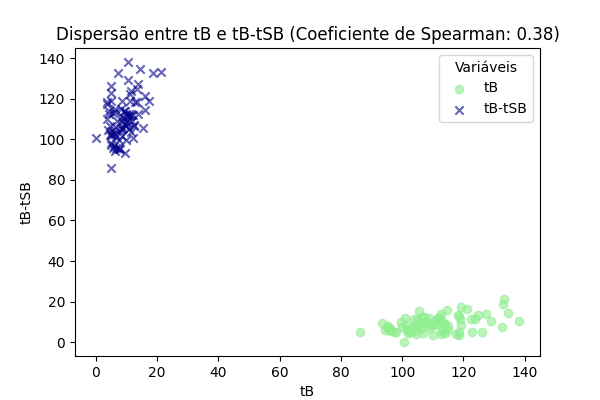 Dispersão entre tB e tB-tSB (Coeficiente de Spearman: 0.38)
Variáveis
tB
tB-tSB
140
120
100
80
60
40
20
0
tB-tSB
0 20 40 60 80 100 120 140
tB